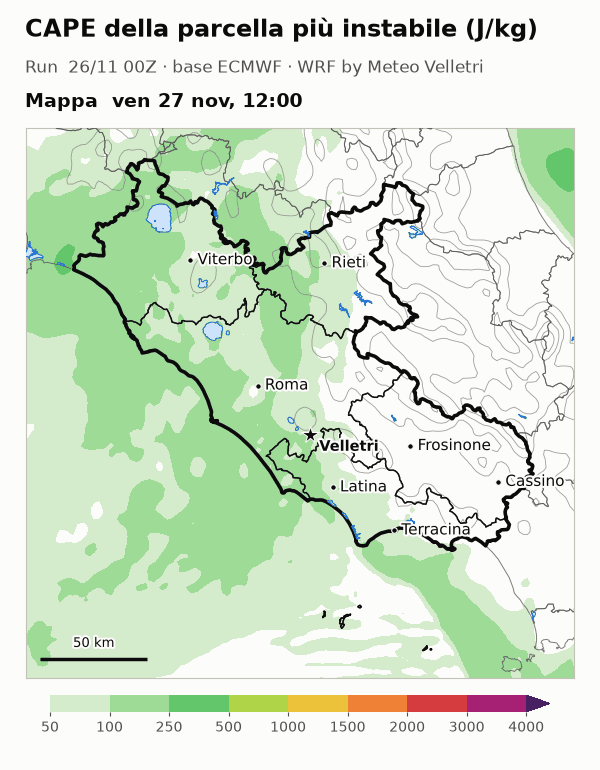 CAPE della parcella più instabile (J/kg)
Run  26/11 00Z · base ECMWF · WRF by Meteo Velletri
Mappa  ven 27 nov, 12:00
Viterbo
Rieti
Roma
Velletri
Frosinone
Cassino
Latina
Terracina
50 km
50 100 250 500 1000 1500 2000 3000 4000